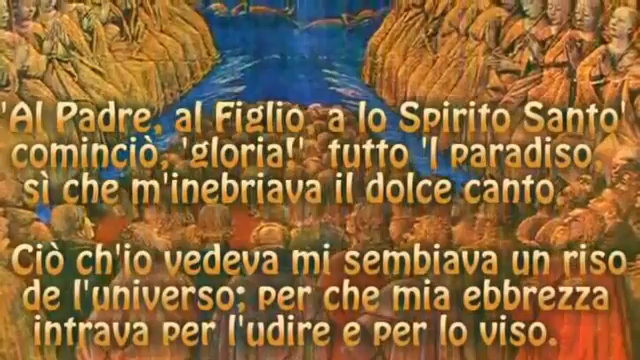 'Al Padre, al Figlio, a lo Spirito Santo',
cominciò, 'gloria!', tutto 'l paradiso,
sì che m'inebriava il dolce canto.
Ciò ch'io vedeva mi sembiava un riso
de l'universo; per che mia ebbrezza
intrava per l'udire e per lo viso.